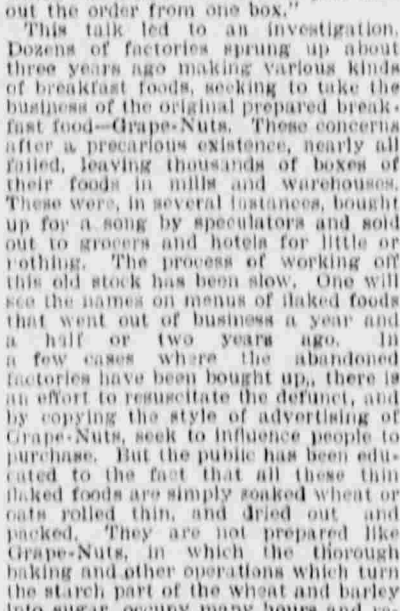 out the order from one box."
This talk led to an investigation.
Dozens of factories sprung up about
three years ago making various kinds
of breakfast foods, seeking to take the
business of the original prepared break-
fast food—Grape-Nuts. These concerns
after a precarious existence, nearly all
failed, leaving thousands of boxes of
their foods in mills and warehouses.
These were, in several instances, bought
up for a song by speculators and sold
out to grocers and hotels for little or
nothing. The process of working off
this old stock has been slow. One will
see the names on menus of flaked foods
that went out of business a year and
a half or two years ago. In
a few cases where the abandoned
factories have been bought up,, there is
an effort to resuscitate the defunct, and
by copying the style of advertising of
Grape-Nuts, seek to influence people to
purchase. But the public has been edu-
cated to the fact that all these thin
flaked foods are simply soaked wheat or
oats rolled thin, and dried out and
packed. They are not prepared like
Grape-Nuts, in which the thorough
baking and other operations which turn
the starch part of the wheat and barley
into sugar, occupy many hours and re-